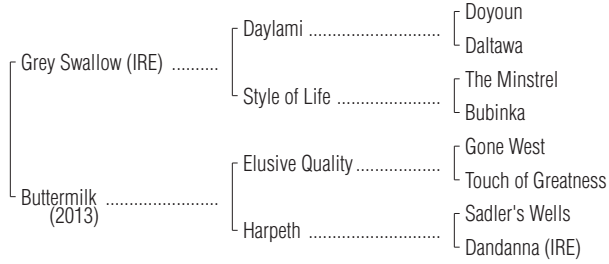 Doyoun
Daylami
Daltawa
Grey Swallow (IRE)
The Minstrel
Style of Life
Bubinka
Gone West
Elusive Quality
Touch of Greatness
Buttermilk
(2013)
Sadler's Wells
Harpeth
Dandanna (IRE)